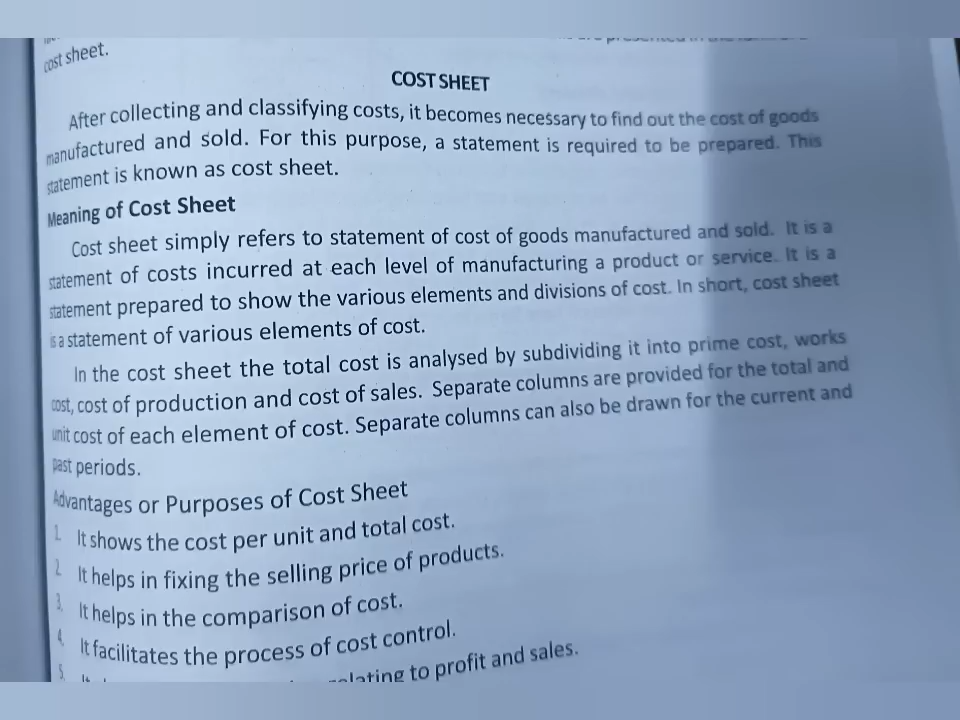 cost sheet.
COST SHEET
After collecting and classifying costs, it becomes necessary to find out the cost of goods
manufactured and sold. For this purpose, a statement is required to be prepared. This
statement is known as cost sheet.
Meaning of Cost Sheet
Cost sheet simply refers to statement of cost of goods manufactured and sold. It is a
statement of costs incurred at each level of manufacturing a product or service. It is a
statement prepared to show the various elements and divisions of cost. In short, cost sheet
is a statement of various elements of cost.
In the cost sheet the total cost is analysed by subdividing it into prime cost, works
cost, cost of production and cost of sales. Separate columns are provided for the total and
unit cost of each element of cost. Separate columns can also be drawn for the current and
past periods.
Advantages or Purposes of Cost Sheet
1. It shows the cost per unit and total cost.
2. It helps in fixing the selling price of products.
3. It helps in the comparison of cost.
4. It facilitates the process of cost control.
5. It relating to profit and sales.